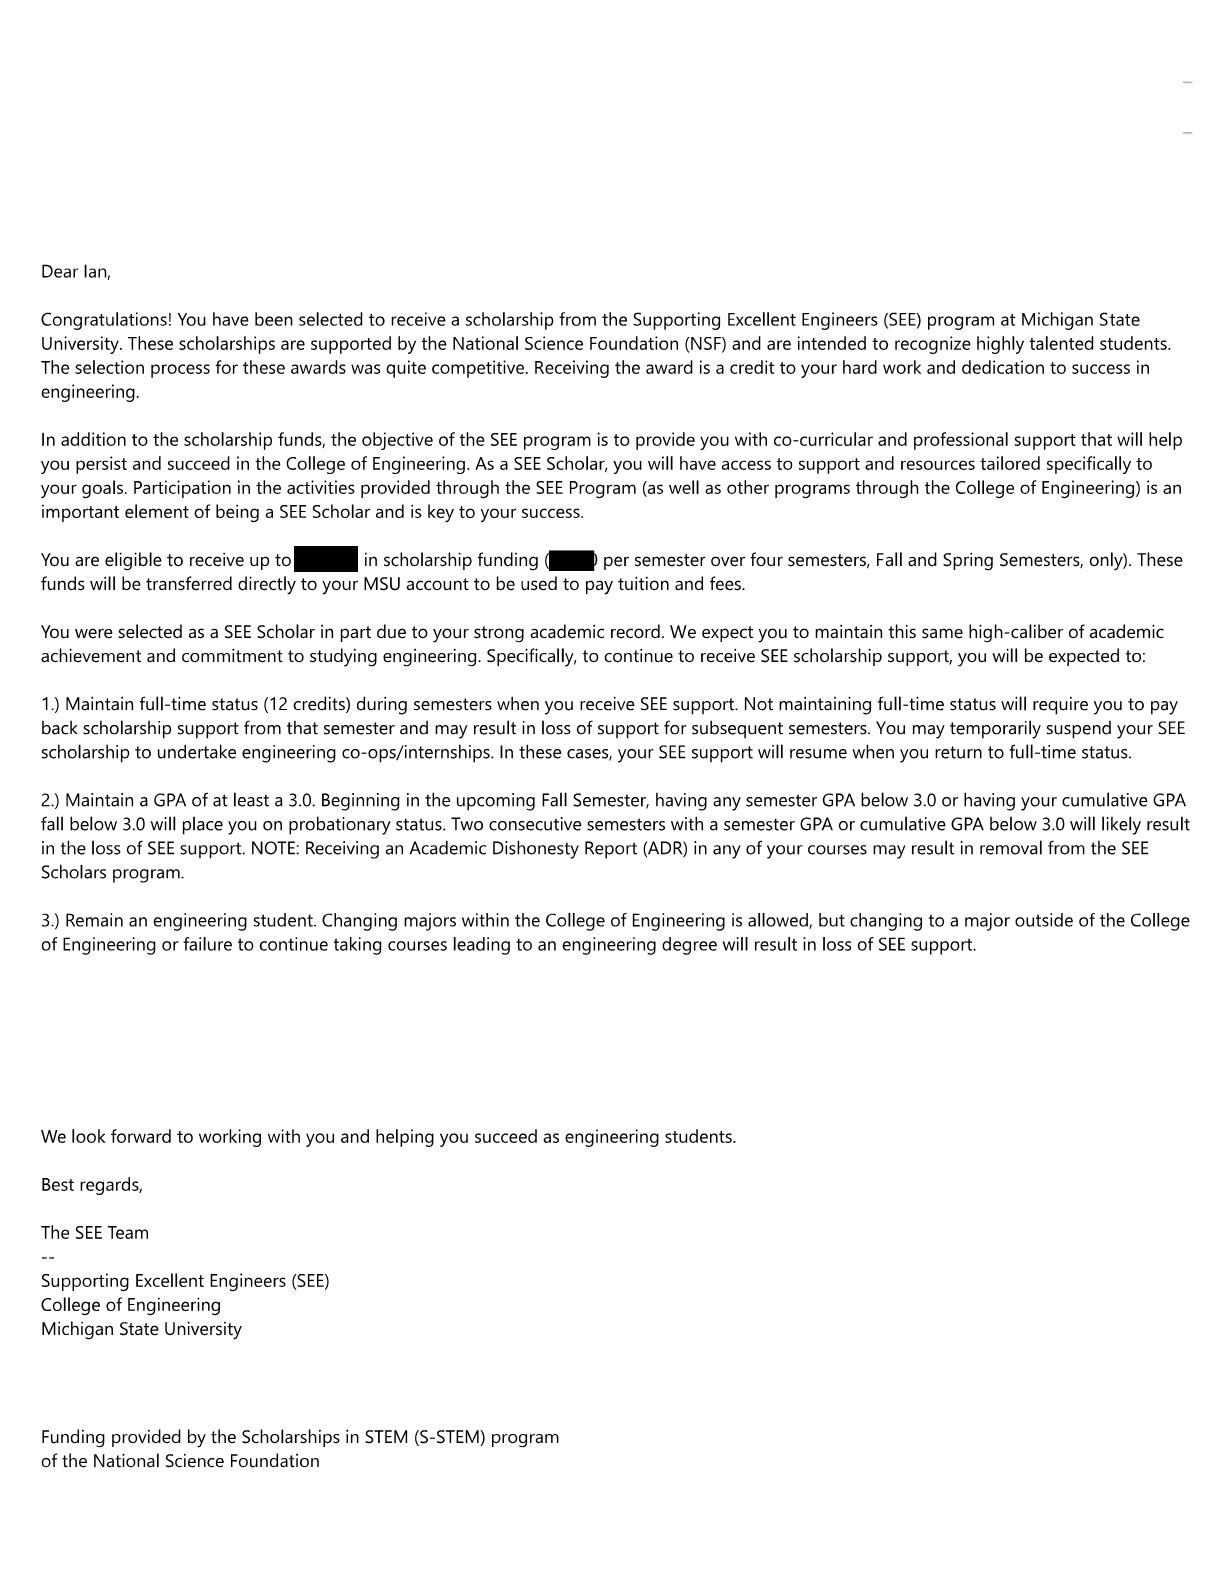 Dear Ian,
Congratulations! You have been selected to receive a scholarship from the Supporting Excellent Engineers (SEE) program at Michigan State
University. These scholarships are supported by the National Science Foundation (NSF) and are intended to recognize highly talented students.
The selection process for these awards was quite competitive. Receiving the award is a credit to your hard work and dedication to success in
engineering.
In addition to the scholarship funds, the objective of the SEE program is to provide you with co-curricular and professional support that will help
you persist and succeed in the College of Engineering. As a SEE Scholar, you will have access to support and resources tailored specifically to
your goals. Participation in the activities provided through the SEE Program (as well as other programs through the College of Engineering) is an
important element of being a SEE Scholar and is key to your success.
You are eligible to receive up to in scholarship funding ( per semester over four semesters, Fall and Spring Semesters, only). These
funds will be transferred directly to your MSU account to be used to pay tuition and fees.
You were selected as a SEE Scholar in part due to your strong academic record. We expect you to maintain this same high-caliber of academic
achievement and commitment to studying engineering. Specifically, to continue to receive SEE scholarship support, you will be expected to:
1.) Maintain full-time status (12 credits) during semesters when you receive SEE support. Not maintaining full-time status will require you to pay
back scholarship support from that semester and may result in loss of support for subsequent semesters. You may temporarily suspend your SEE
scholarship to undertake engineering co-ops/internships. In these cases, your SEE support will resume when you return to full-time status.
2.) Maintain a GPA of at least a 3.0. Beginning in the upcoming Fall Semester, having any semester GPA below 3.0 or having your cumulative GPA
fall below 3.0 will place you on probationary status. Two consecutive semesters with a semester GPA or cumulative GPA below 3.0 will likely result
in the loss of SEE support. NOTE: Receiving an Academic Dishonesty Report (ADR) in any of your courses may result in removal from the SEE
Scholars program.
3.) Remain an engineering student. Changing majors within the College of Engineering is allowed, but changing to a major outside of the College
of Engineering or failure to continue taking courses leading to an engineering degree will result in loss of SEE support.
We look forward to working with you and helping you succeed as engineering students.
Best regards,
The SEE Team
--
Supporting Excellent Engineers (SEE)
College of Engineering
Michigan State University
Funding provided by the Scholarships in STEM (S-STEM) program
of the National Science Foundation